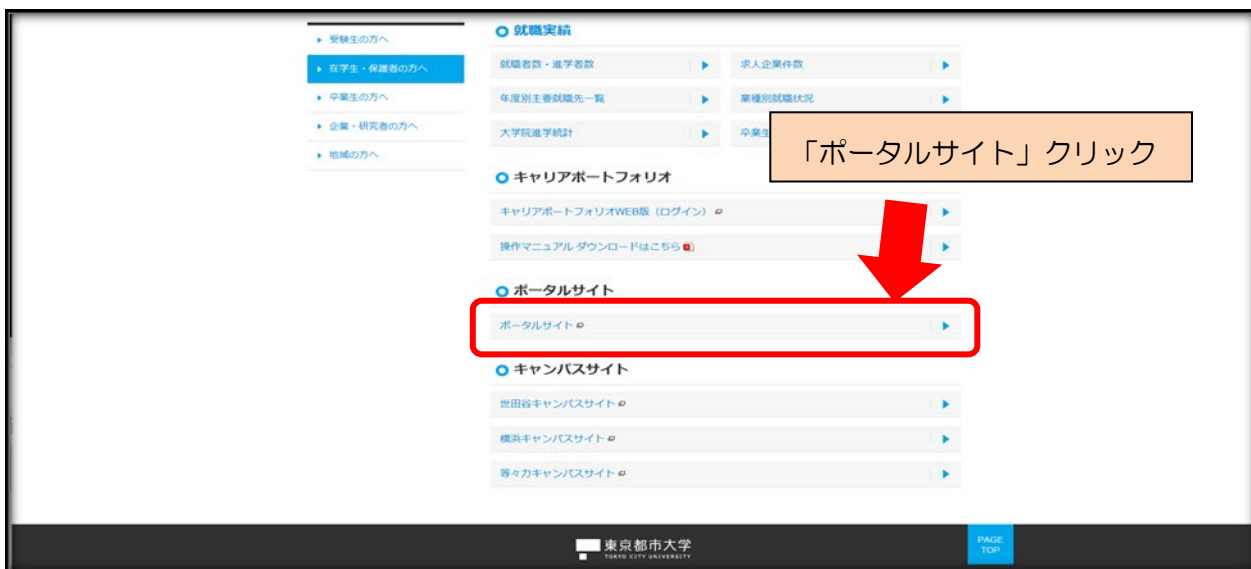 受験生の方へ
在学生・保護者の方へ
卒業生の方へ
企業・研究者の方へ
地域の方へ
就職実績
就職者数・進学者数
求人企業件数
年度別主要就職先一覧
業種別就職状況
大学院進学統計
卒業生
「ポータルサイト」クリック
キャリアポートフォリオ
キャリアポートフォリオWEB版（ログイン）
操作マニュアル ダウンロードはこちら
ポータルサイト
ポータルサイト
キャンパスサイト
世田谷キャンパスサイト
横浜キャンパスサイト
等々力キャンパスサイト
東京都市大学
TOKYO CITY UNIVERSITY
PAGE
TOP